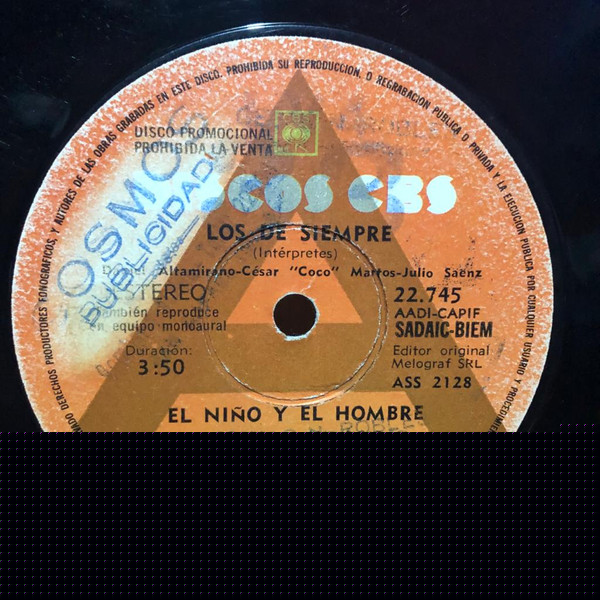 DERECHOS PRODUCTORES FONOGRAFICOS, Y AUTORES DE LAS OBRAS GRABADAS EN ESTE DISCO. PROHIBIDA SU REPRODUCCION, O REGRABACION PUBLICA O PRIVADA Y LA EJECUCION PUBLICA POR CUALQUIER USUARIO Y
DISCO PROMOCIONAL
PROHIBIDA LA VENTA
OSMOS
PUBLICIDAD
CBS
LOS DE SIEMPRE
(Intérpretes)
Altamirano-César "Coco" Martos-Julio Saenz
ESTEREO
también reproduce
en equipo monoaural
22.745
AADI-CAPIF
SADAIC-BIEM
Duración:
3:50
Editor original
Melograf SRL
ASS 2128
EL NIÑO Y EL HOMBRE